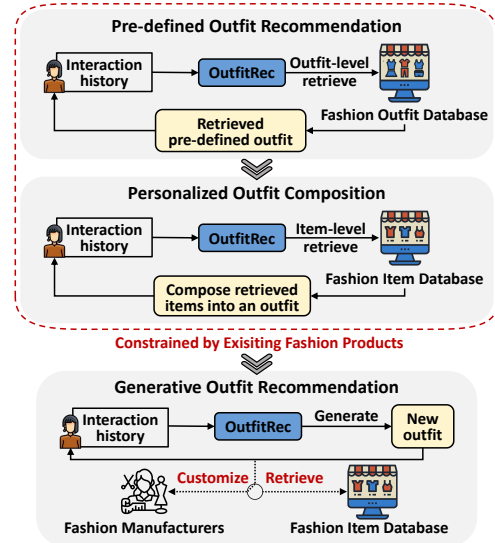 Pre-defined Outfit Recommendation
Interaction
history
OutfitRec
Outfit-level
retrieve
Fashion Outfit Database
Retrieved
pre-defined outfit
Personalized Outfit Composition
Interaction
history
OutfitRec
Item-level
retrieve
Fashion Item Database
Compose retrieved
items into an outfit
Constrained by Exisiting Fashion Products
Generative Outfit Recommendation
Interaction
history
OutfitRec
Generate
New
outfit
Customize
Retrieve
Fashion Manufacturers
Fashion Item Database